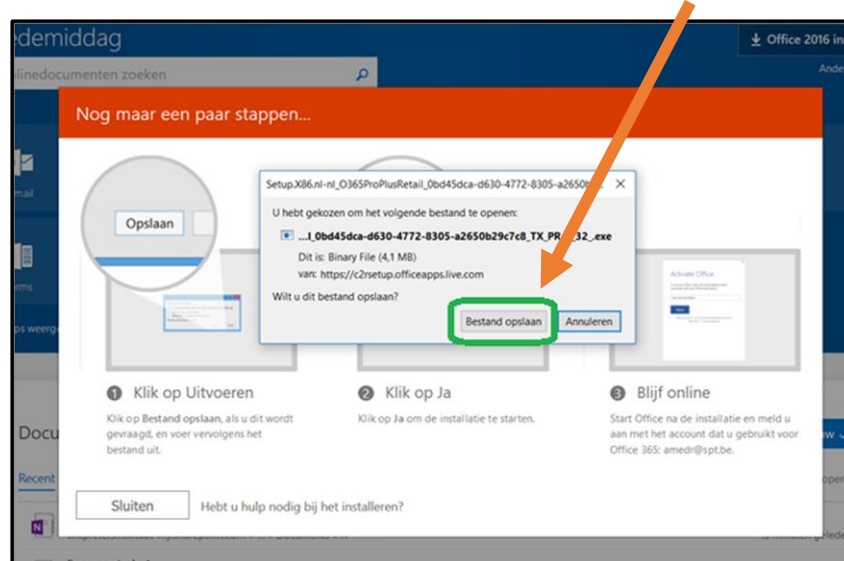 demiddag
Office 2016 in
linedocumenten zoeken
Ande
Nog maar een paar stappen...
mail
rms
ps weerg
Opslaan
Setup.X86.nl-nl_O365ProPlusRetail_0bd45dca-d630-4772-8305-a2650b
U hebt gekozen om het volgende bestand te openen:
...l_0bd45dca-d630-4772-8305-a2650b29c7c8_TX_PR 32_.exe
Dit is: Binary File (4,1 MB)
van: https://c2rsetup.officeapps.live.com
Wilt u dit bestand opslaan?
Bestand opslaan
Annuleren
Activate Office
1 Klik op Uitvoeren
Klik op Bestand opslaan, als u dit wordt
gevraagd, en voer vervolgens het
bestand uit.
2 Klik op Ja
Klik op Ja om de installatie te starten.
3 Blijf online
Start Office na de installatie en meld u
aan met het account dat u gebruikt voor
Office 365: amedr@spt.be.
Docu
Recent
Sluiten
Hebt u hulp nodig bij het installeren?